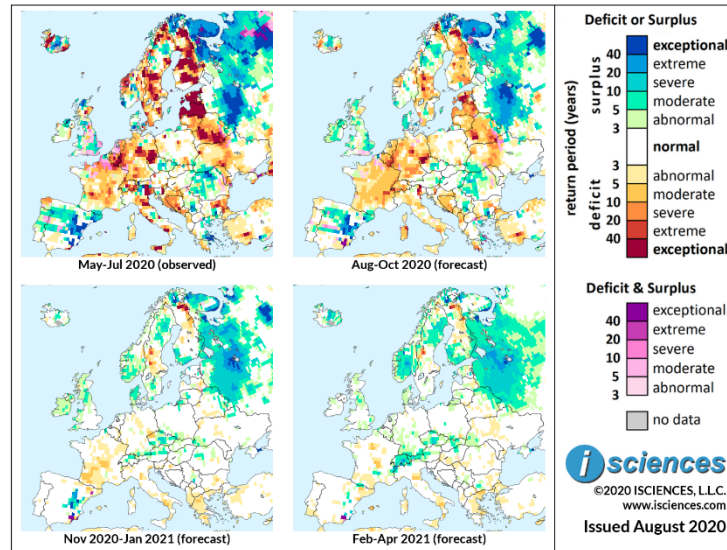 May-Jul 2020 (observed)
Aug-Oct 2020 (forecast)
Nov 2020-Jan 2021 (forecast)
Feb-Apr 2021 (forecast)
Deficit or Surplus
return period (years)
surplus
deficit
40
20
10
5
3
3
5
10
20
40
exceptional
extreme
severe
moderate
abnormal
normal
abnormal
moderate
severe
extreme
exceptional
Deficit & Surplus
40
20
10
5
3
exceptional
extreme
severe
moderate
abnormal
no data
i sciences
©2020 ISCIENCES, L.L.C.
www.isciences.com
Issued August 2020